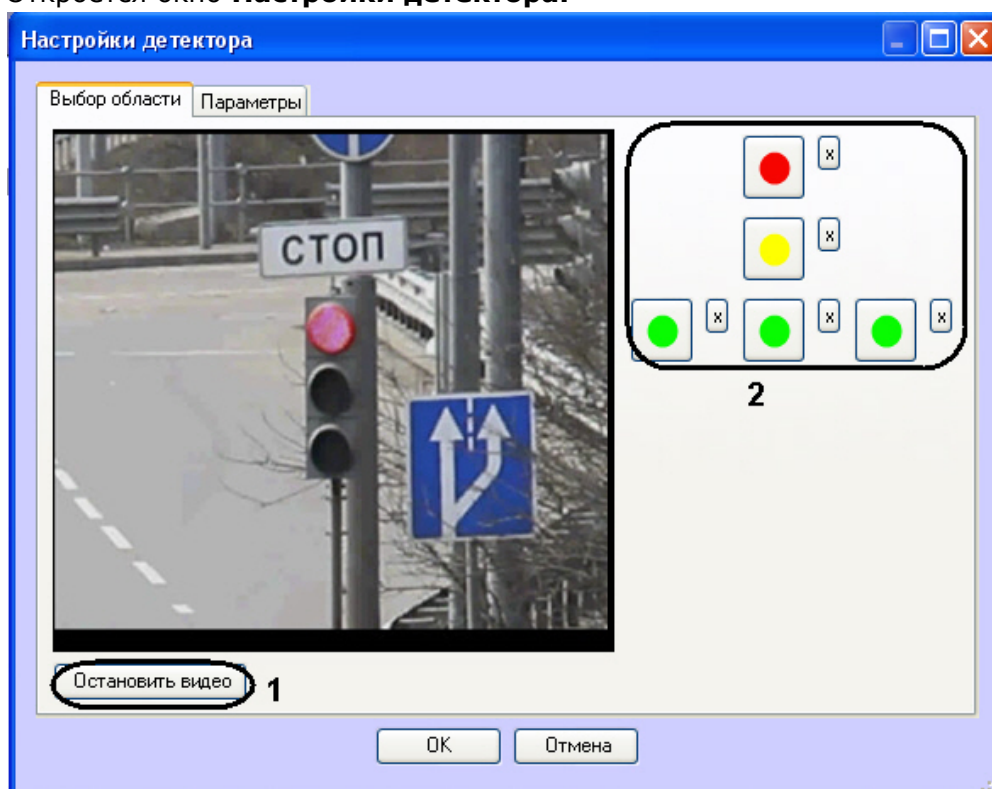 Откроется окно Настройки детектора.
Настройки детектора
Выбор области Параметры
x
СТОП
x
x x x
2
Остановить видео 1
OK Отмена